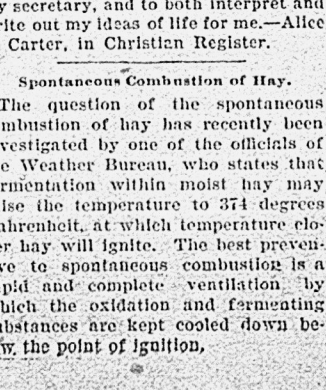 y secretary, and to both interpret and
rite out my ideas of life for me.—Alice
Carter, in Christian Register.
Spontaneous Combustion of Hay.
The question of the spontaneous
mbustion of hay has recently been
vestigated by one of the officials of
e Weather Bureau, who states that
rmentation within moist hay may
ise the temperature to 374 degrees
ahrenheit, at which temperature clo-
er hay will ignite. The best preven-
ve to spontaneous combustion is a
pid and complete ventilation by
hich the oxidation and fermenting
ubstances are kept cooled down be-
w. the point of ignition,